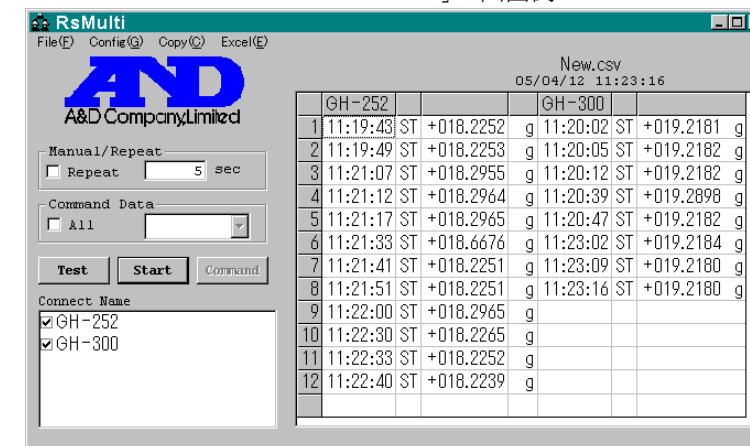 RsMulti
File(F) Config(G) Copy(C) Excel(E)
AND
A&D Company,Limited
Manual/Repeat
Repeat 5 sec
Command Data
All
Test Start Command
Connect Name
GH-252
GH-300
New.csv
05/04/12 11:23:16
GH-252 GH-300
1 11:19:43 ST +018.2252 g 11:20:02 ST +019.2181 g
2 11:19:49 ST +018.2253 g 11:20:05 ST +019.2182 g
3 11:21:07 ST +018.2955 g 11:20:12 ST +019.2182 g
4 11:21:12 ST +018.2964 g 11:20:39 ST +019.2898 g
5 11:21:17 ST +018.2965 g 11:20:47 ST +019.2182 g
6 11:21:33 ST +018.6676 g 11:23:02 ST +019.2184 g
7 11:21:41 ST +018.2251 g 11:23:09 ST +019.2180 g
8 11:21:51 ST +018.2251 g 11:23:16 ST +019.2180 g
9 11:22:00 ST +018.2965 g
10 11:22:30 ST +018.2265 g
11 11:22:33 ST +018.2252 g
12 11:22:40 ST +018.2239 g